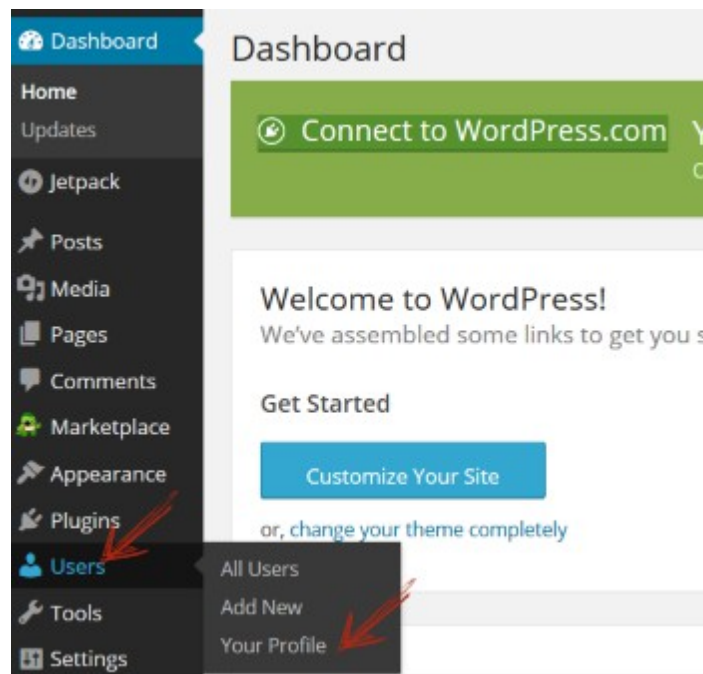 Dashboard
Home
Updates
Jetpack
Posts
Media
Pages
Comments
Marketplace
Appearance
Plugins
Users
Tools
Settings
All Users
Add New
Your Profile
Dashboard
Connect to WordPress.com
Welcome to WordPress!
We've assembled some links to get you
Get Started
Customize Your Site
or, change your theme completely